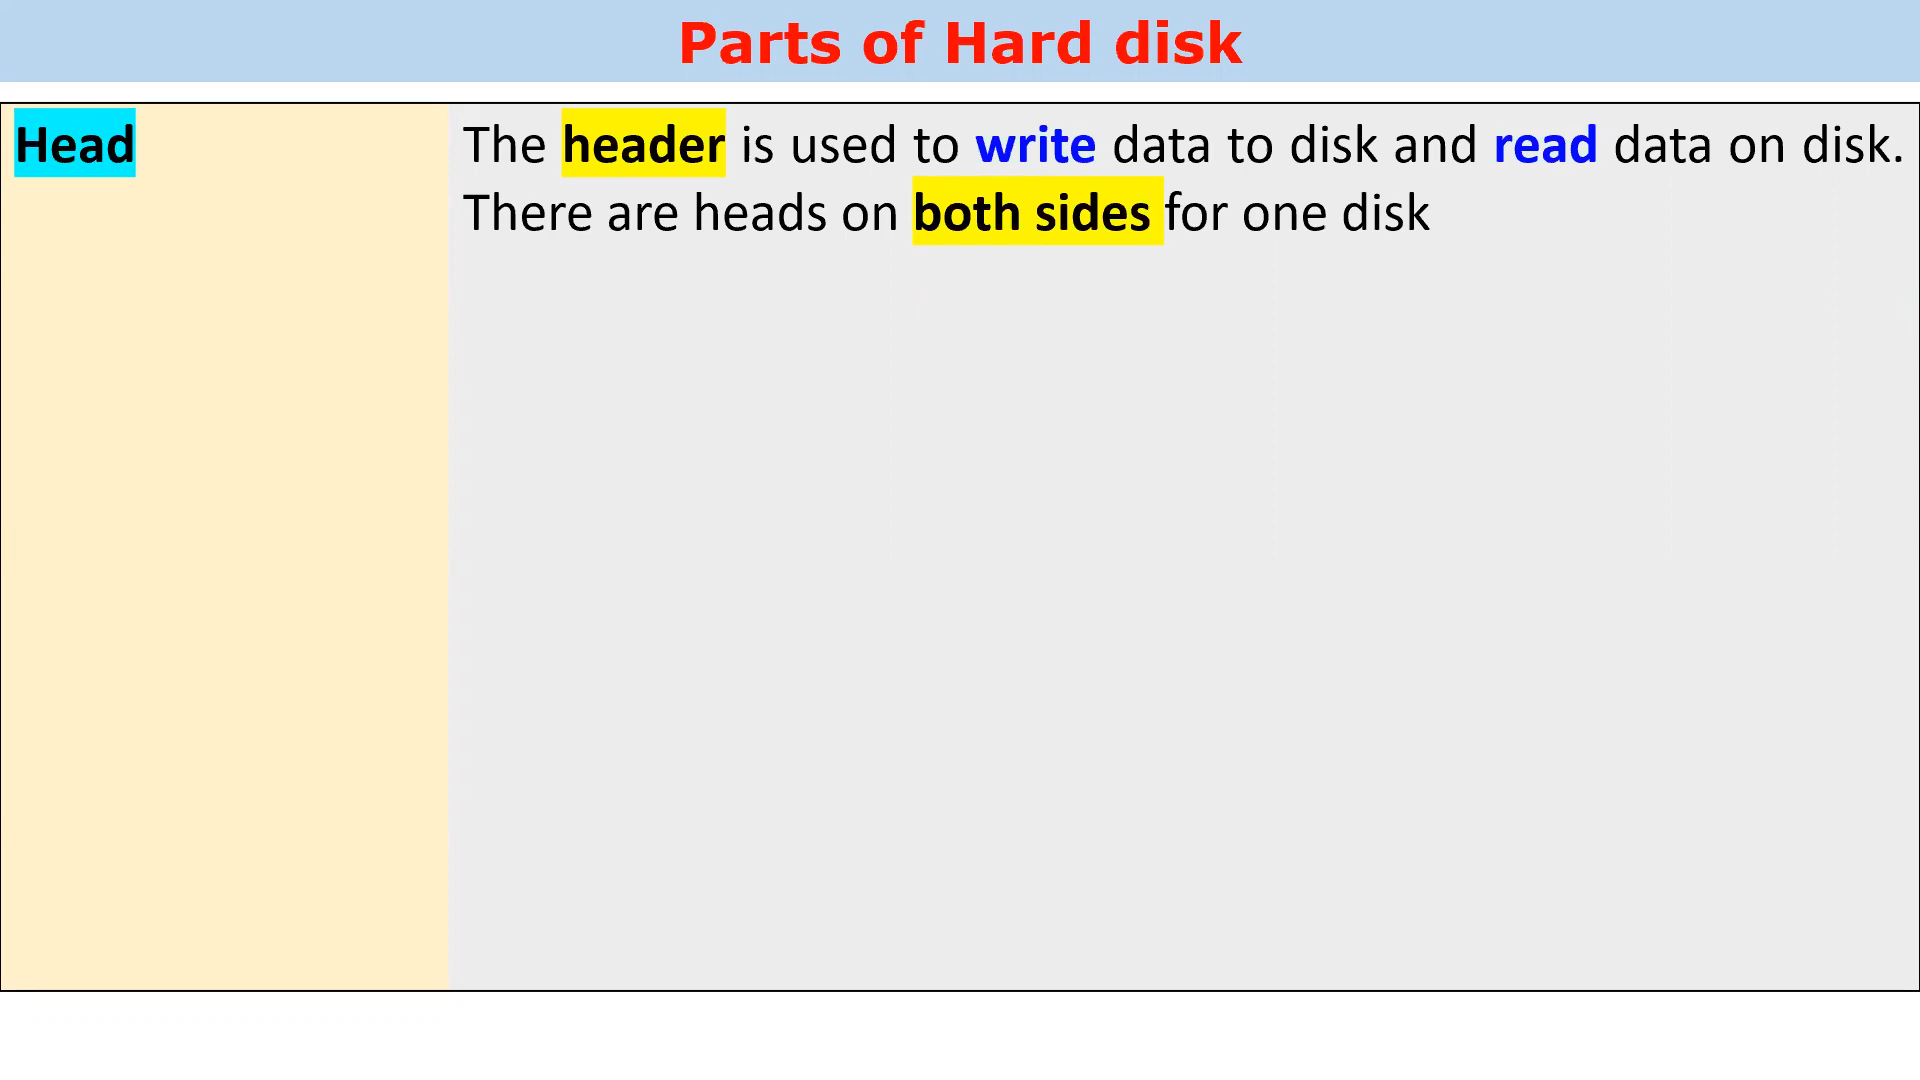 Parts of Hard disk
Head
The header is used to write data to disk and read data on disk.
There are heads on both sides for one disk